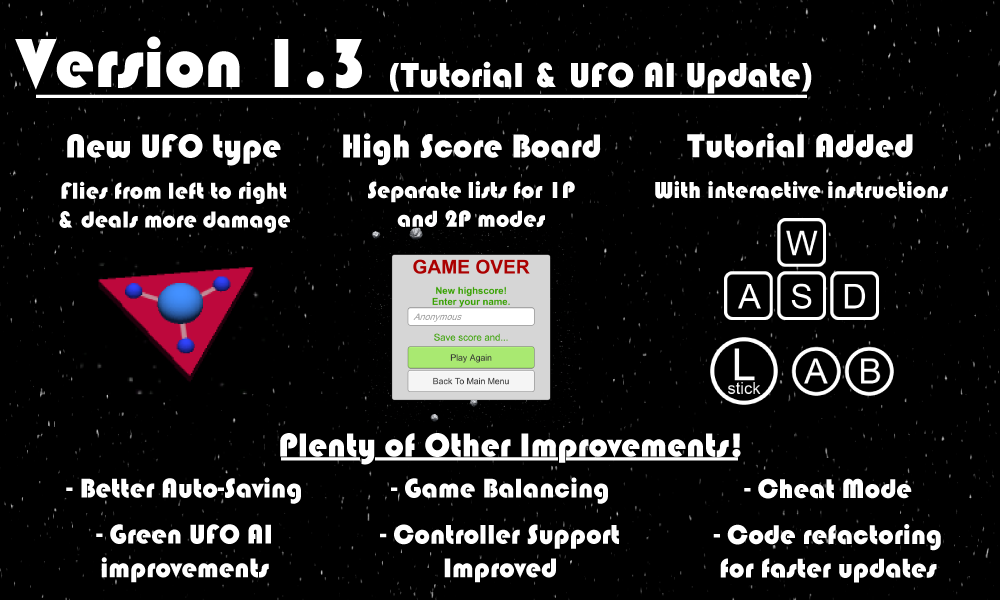 Version 1.3 (Tutorial & UFO AI Update)
New UFO type
Flies from left to right
& deals more damage
High Score Board
Separate lists for 1P
and 2P modes
GAME OVER
New highscore!
Enter your name.
Anonymous
Save score and...
Play Again
Back To Main Menu
Tutorial Added
With interactive instructions
W
A S D
L
stick
A B
Plenty of Other Improvements!
- Better Auto-Saving
- Green UFO AI
improvements
- Game Balancing
- Controller Support
Improved
- Cheat Mode
- Code refactoring
for faster updates